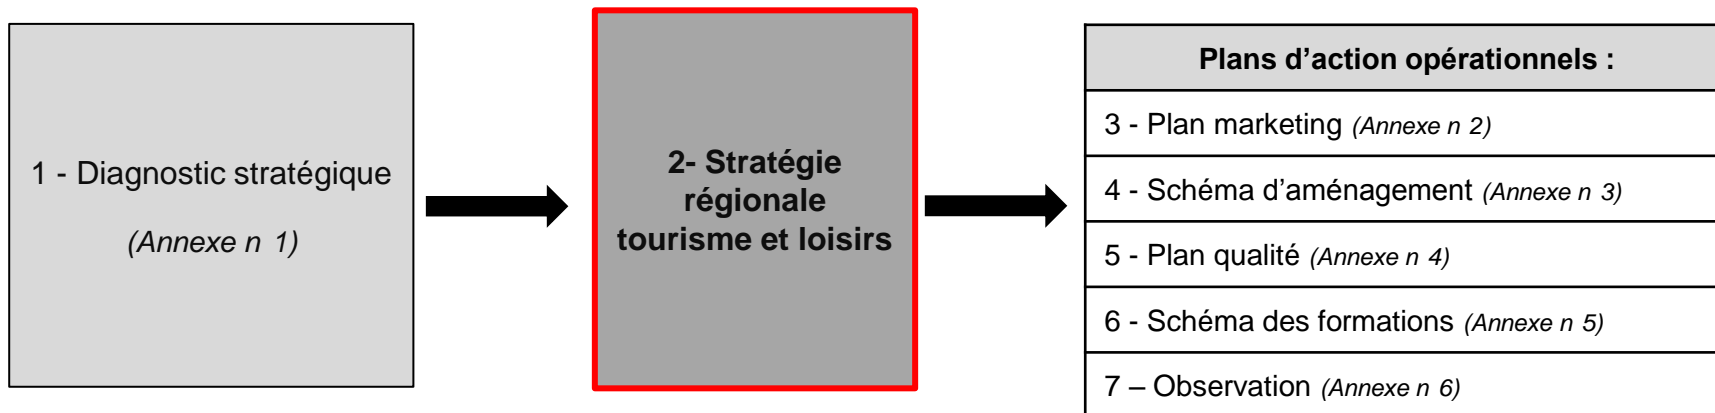 1 - Diagnostic stratégique
(Annexe n 1)
2- Stratégie
régionale
tourisme et loisirs
Plans d’action opérationnels :
3 - Plan marketing (Annexe n 2)
4 - Schéma d’aménagement (Annexe n 3)
5 - Plan qualité (Annexe n 4)
6 - Schéma des formations (Annexe n 5)
7 – Observation (Annexe n 6)